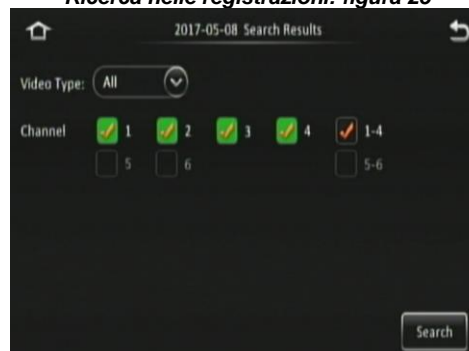 Ricerca nelle registrazioni: figura 28
2017-05-08 Search Results
Video Type: All
Channel 1 2 3 4 1-4
5 6 5-6
Search